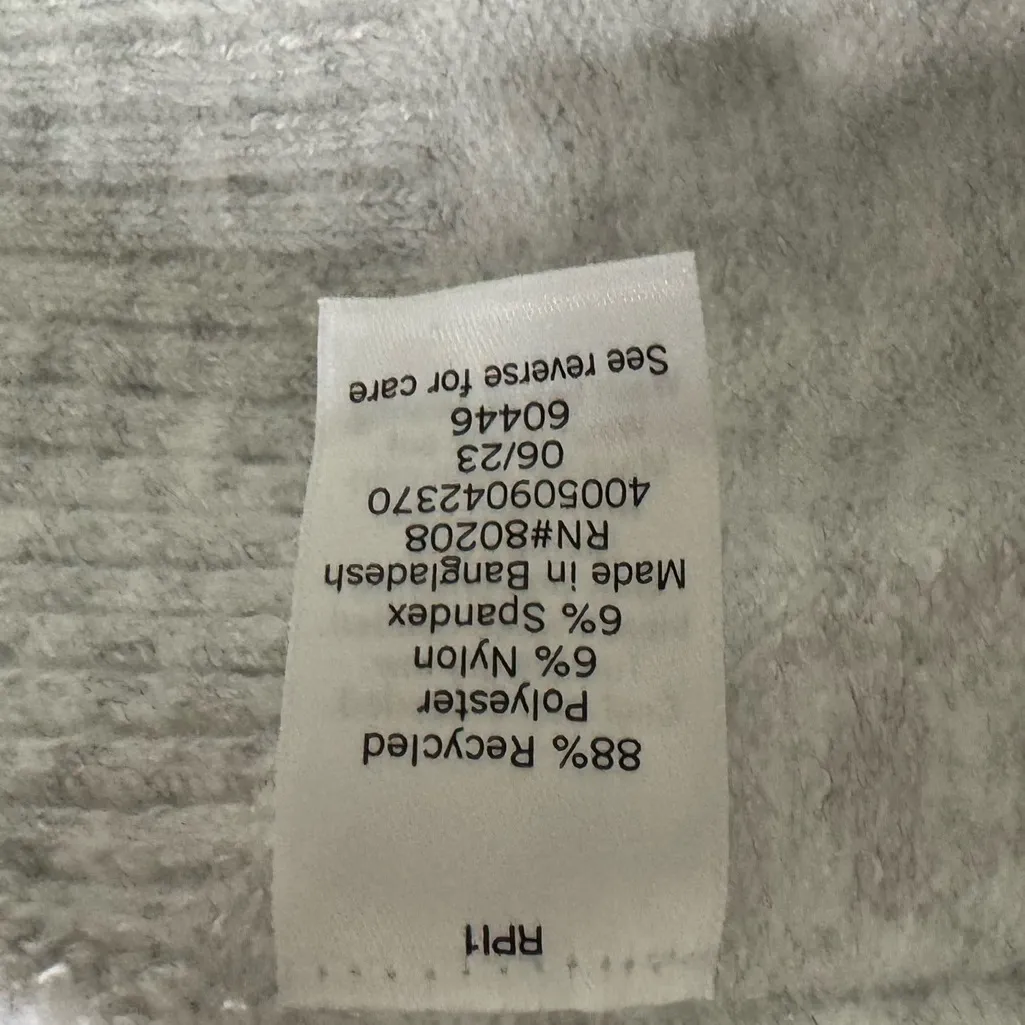 RPI1
88% Recycled
Polyester
6% Nylon
6% Spandex
Made in Bangladesh
RN#80208
400509042370
06/23
60446
See reverse for care